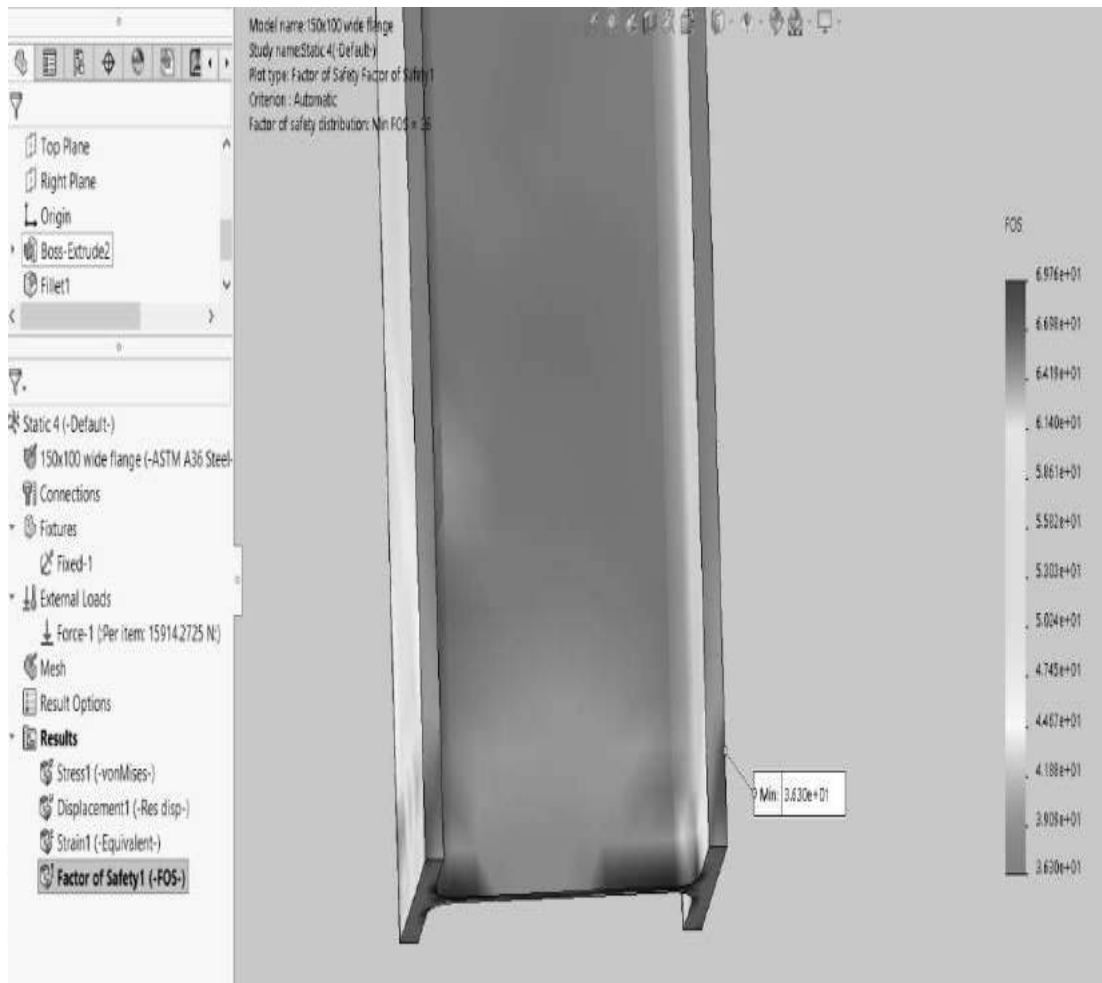 Model name:150x100 wide flange
Study name:Static 4(-Default-)
Plot type: Factor of Safety Factor of Safety1
Criterion : Automatic
Factor of safety distribution: Min FOS = 36
Top Plane
Right Plane
Origin
Boss-Extrude2
Fillet1
Static 4 (-Default-)
150x100 wide flange (-ASTM A36 Steel-
Connections
Fixtures
Fixed-1
External Loads
Force-1 (:Per item: 15914.2725 N:)
Mesh
Result Options
Results
Stress1 (-vonMises-)
Displacement1 (-Res disp-)
Strain1 (-Equivalent-)
Factor of Safety1 (-FOS-)
Min: 3.630e+01
FOS
6.976e+01
6.698e+01
6.419e+01
6.140e+01
5.861e+01
5.582e+01
5.303e+01
5.024e+01
4.745e+01
4.467e+01
4.188e+01
3.909e+01
3.630e+01